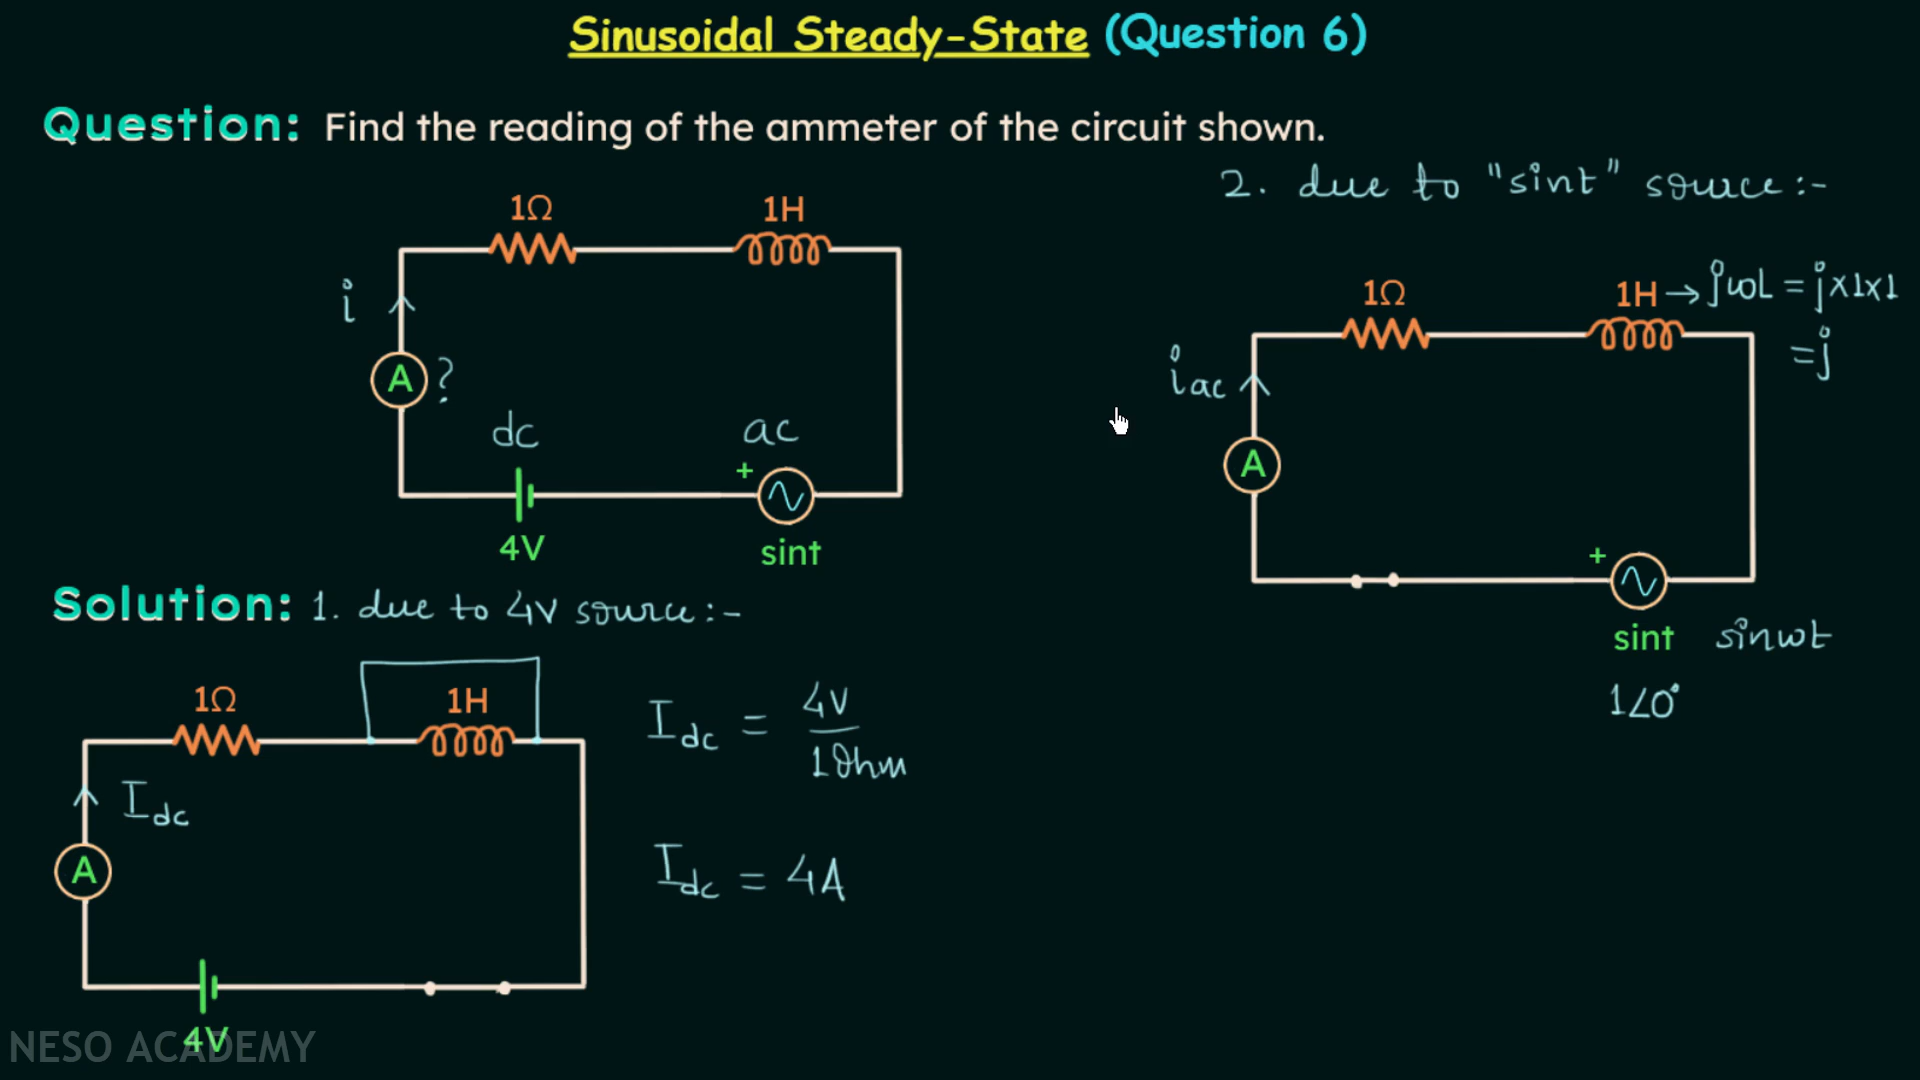 Sinusoidal Steady-State (Question 6)
Question: Find the reading of the ammeter of the circuit shown.
1Ω
1H
i
A ?
dc
ac
+
4V
sint
Solution: 1. due to 4V source:-
1Ω
1H
Idc
A
4V
Idc = 4V / 1 Ohm
Idc = 4A
2. due to "sint" source:-
1Ω
1H → jωL = j×1×1
= j
iac
A
+
sint sinωt
1∠0°
NESO ACADEMY